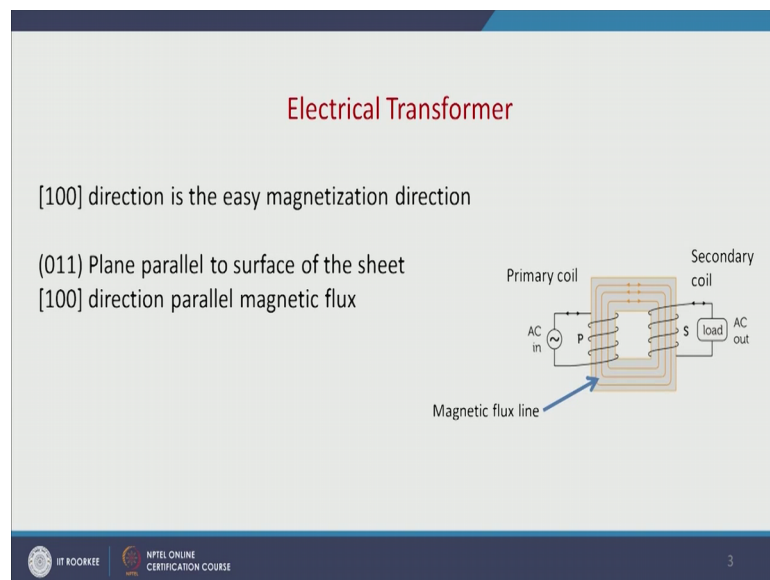 Electrical Transformer
[100] direction is the easy magnetization direction
(011) Plane parallel to surface of the sheet
[100] direction parallel magnetic flux
Primary coil
Secondary
coil
AC
in
P
S
load
AC
out
Magnetic flux line
IIT ROORKEE
NPTEL
NPTEL ONLINE
CERTIFICATION COURSE
3